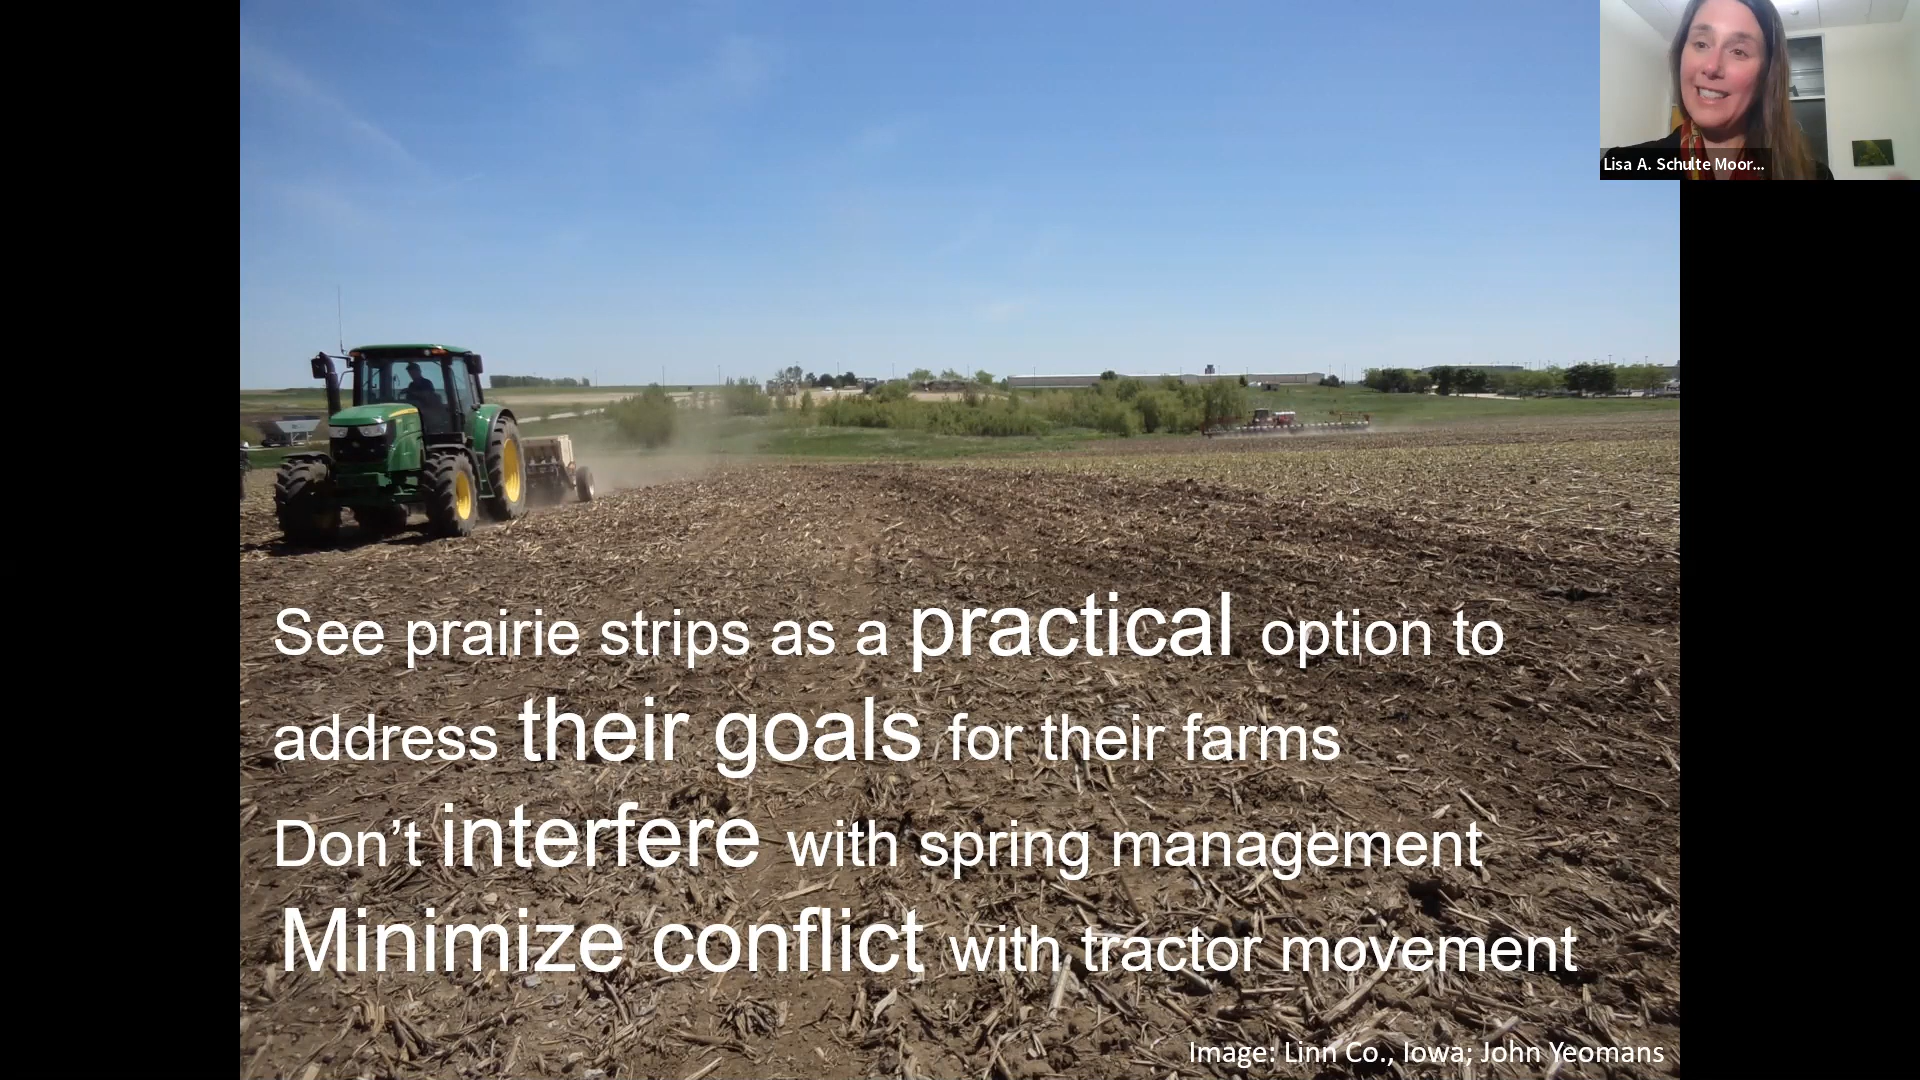 Lisa A. Schulte Moor...
See prairie strips as a practical option to
address their goals for their farms
Don’t interfere with spring management
Minimize conflict with tractor movement
Image: Linn Co., Iowa; John Yeomans